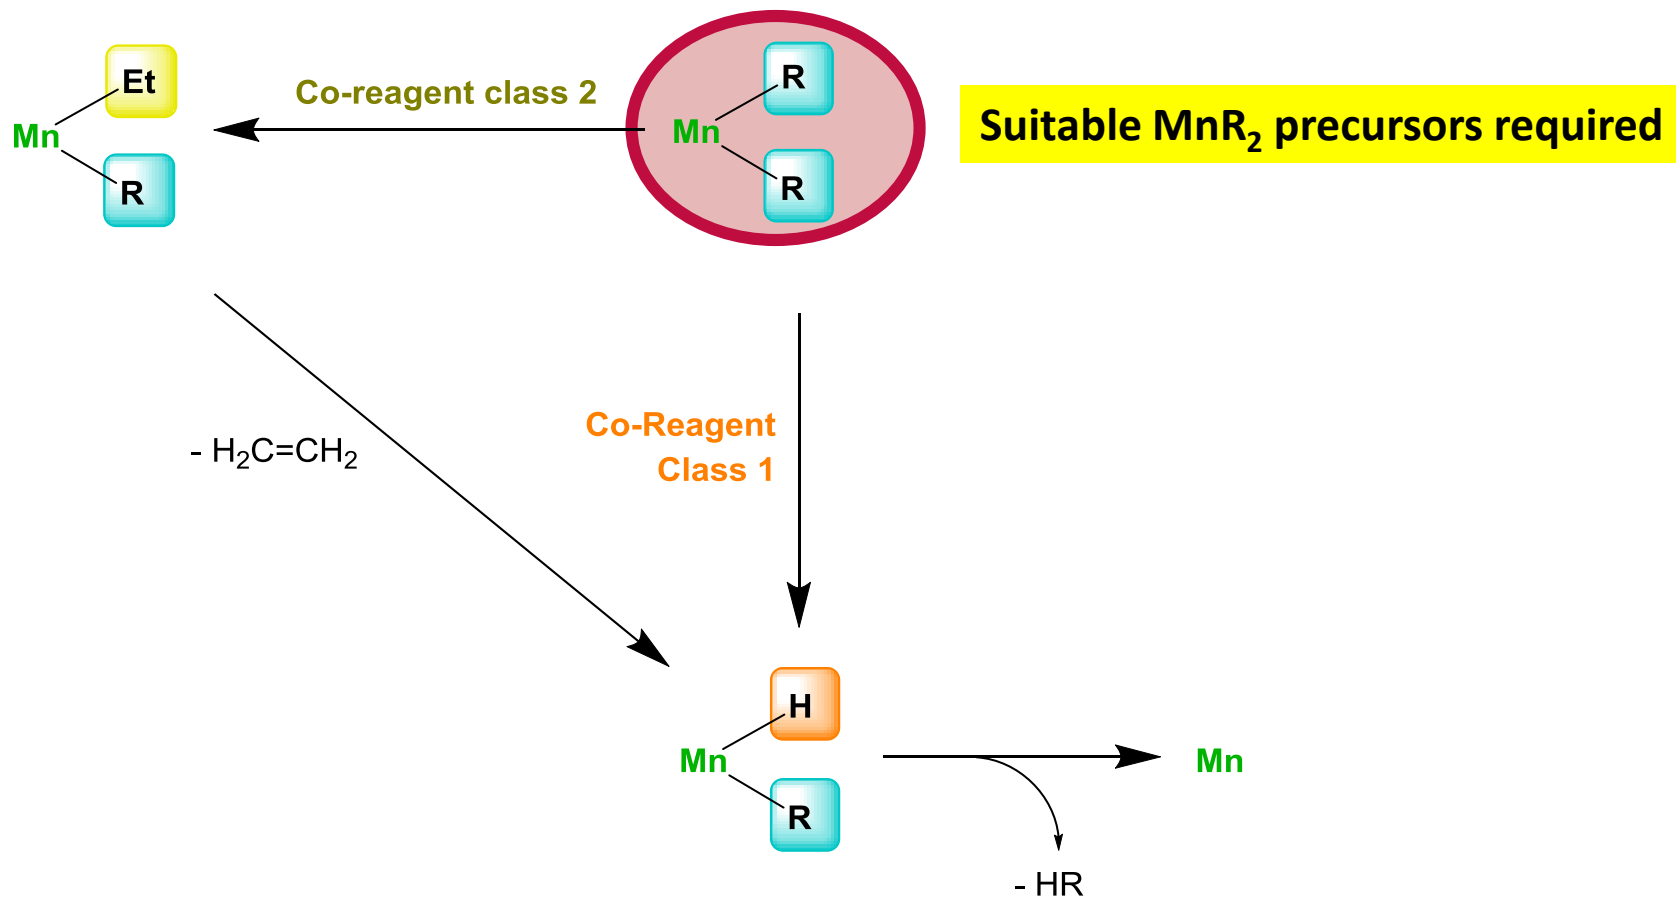 Et
Mn
R
Co-reagent class 2
R
Mn
R
Suitable MnR₂ precursors required
- H₂C=CH₂
Co-Reagent
Class 1
H
Mn
R
Mn
- HR